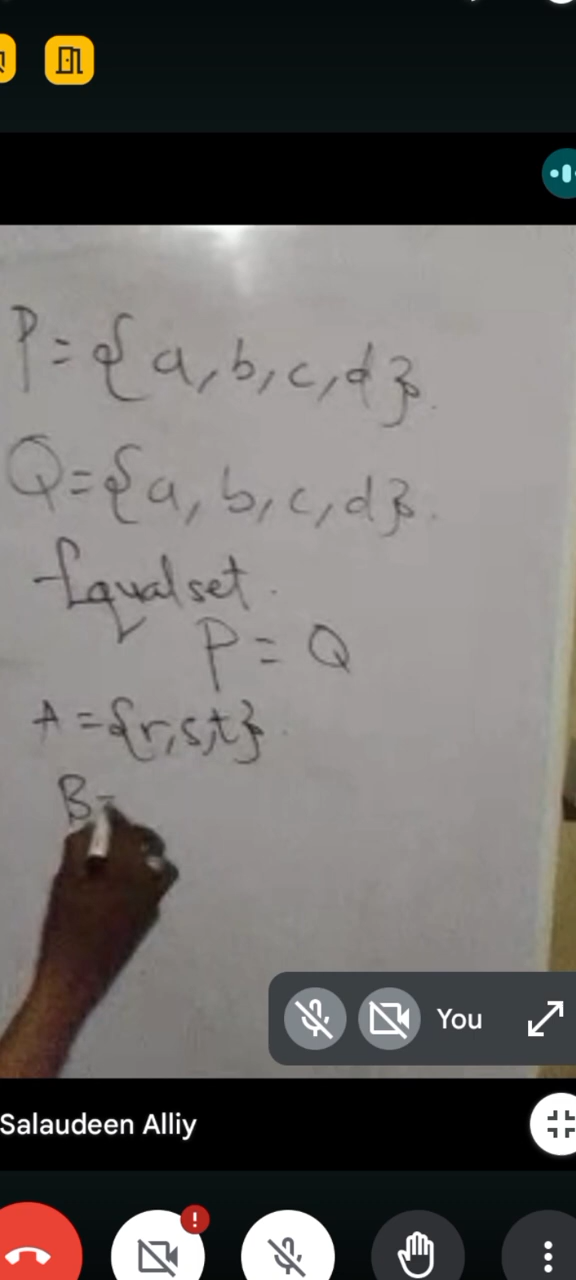 P = {a, b, c, d}.
Q = {a, b, c, d}.
Equal set.
P = Q
A = {r, s, t}.
B =
You
Salaudeen Alliy
!